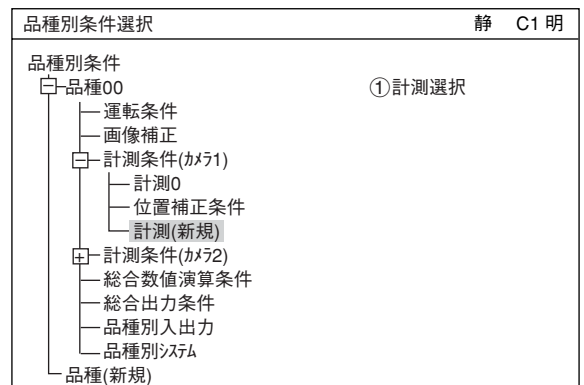 品種別条件選択 静 C1 明
品種別条件
品種00 ①計測選択
運転条件
画像補正
計測条件(ｶﾒﾗ1)
計測0
位置補正条件
計測(新規)
計測条件(ｶﾒﾗ2)
総合数値演算条件
総合出力条件
品種別入出力
品種別ｼｽﾃﾑ
品種(新規)